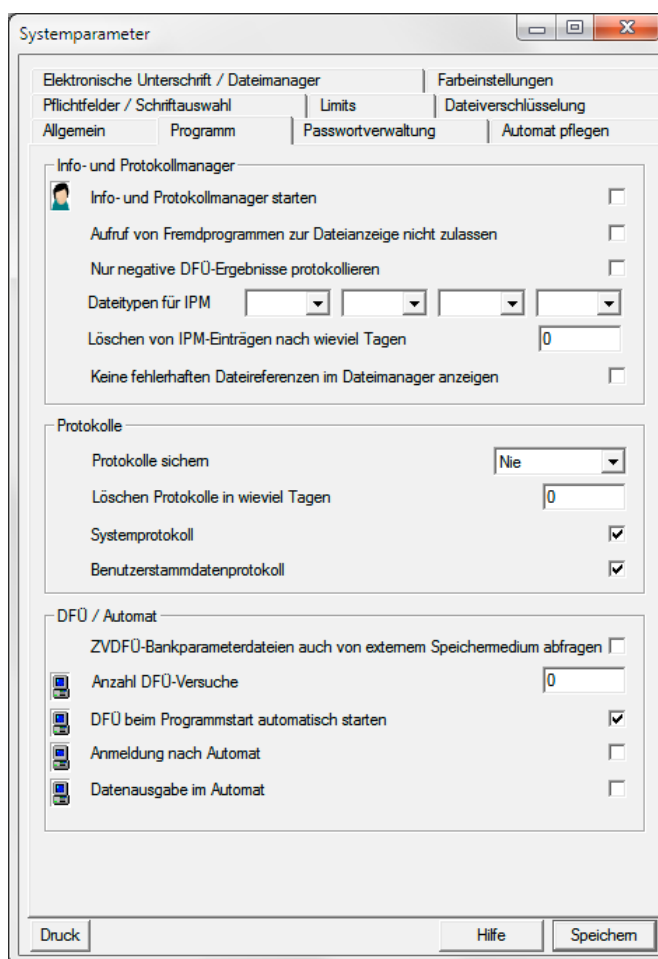 Systemparameter
Elektronische Unterschrift / Dateimanager Farbeinstellungen
Pflichtfelder / Schriftauswahl Limits Dateiverschlüsselung
Allgemein Programm Passwortverwaltung Automat pflegen
Info- und Protokollmanager
Info- und Protokollmanager starten
Aufruf von Fremdprogrammen zur Dateianzeige nicht zulassen
Nur negative DFÜ-Ergebnisse protokollieren
Dateitypen für IPM
Löschen von IPM-Einträgen nach wieviel Tagen 0
Keine fehlerhaften Dateireferenzen im Dateimanager anzeigen
Protokolle
Protokolle sichern Nie
Löschen Protokolle in wieviel Tagen 0
Systemprotokoll
Benutzerstammdatenprotokoll
DFÜ / Automat
ZVDFÜ-Bankparameterdateien auch von externem Speichermedium abfragen
Anzahl DFÜ-Versuche 0
DFÜ beim Programmstart automatisch starten
Anmeldung nach Automat
Datenausgabe im Automat
Druck Hilfe Speichern